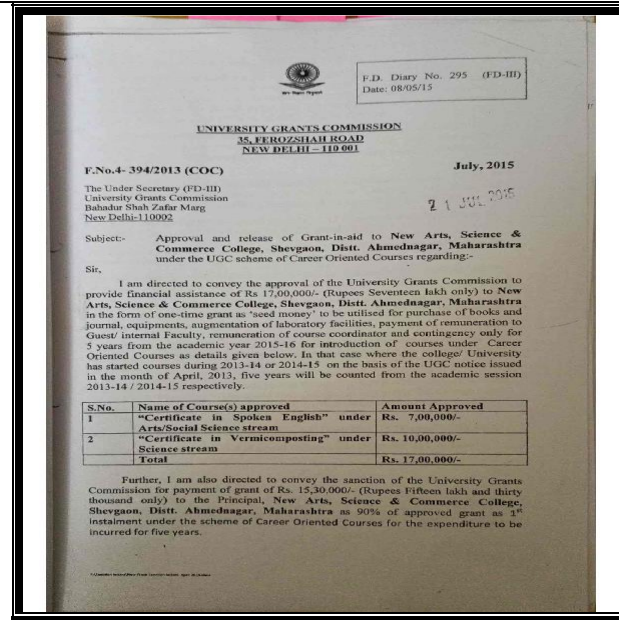 F.D. Diary No. 295 (FD-III)
Date: 08/05/15
UNIVERSITY GRANTS COMMISSION
35, FEROZSHAH ROAD
NEW DELHI – 110 001
F.No.4- 394/2013 (COC)
July, 2015
The Under Secretary (FD-III)
University Grants Commission
Bahadur Shah Zafar Marg
New Delhi-110002
21 JUL 2015
Subject:- Approval and release of Grant-in-aid to New Arts, Science &
Commerce College, Shevgaon, Distt. Ahmednagar, Maharashtra
under the UGC scheme of Career Oriented Courses regarding:-
Sir,
I am directed to convey the approval of the University Grants Commission to
provide financial assistance of Rs 17,00,000/- (Rupees Seventeen lakh only) to New
Arts, Science & Commerce College, Shevgaon, Distt. Ahmednagar, Maharashtra
in the form of one-time grant as 'seed money' to be utilised for purchase of books and
journal, equipments, augmentation of laboratory facilities, payment of remuneration to
Guest/ internal Faculty, remuneration of course coordinator and contingency only for
5 years from the academic year 2015-16 for introduction of courses under Career
Oriented Courses as details given below. In that case where the college/ University
has started courses during 2013-14 or 2014-15 on the basis of the UGC notice issued
in the month of April, 2013, five years will be counted from the academic session
2013-14 / 2014-15 respectively.
S.No. Name of Course(s) approved Amount Approved
1 "Certificate in Spoken English" under Rs. 7,00,000/-
Arts/Social Science stream
2 "Certificate in Vermicomposting" under Rs. 10,00,000/-
Science stream
Total Rs. 17,00,000/-
Further, I am also directed to convey the sanction of the University Grants
Commission for payment of grant of Rs. 15,30,000/- (Rupees Fifteen lakh and thirty
thousand only) to the Principal, New Arts, Science & Commerce College,
Shevgaon, Distt. Ahmednagar, Maharashtra as 90% of approved grant as 1st
instalment under the scheme of Career Oriented Courses for the expenditure to be
incurred for five years.